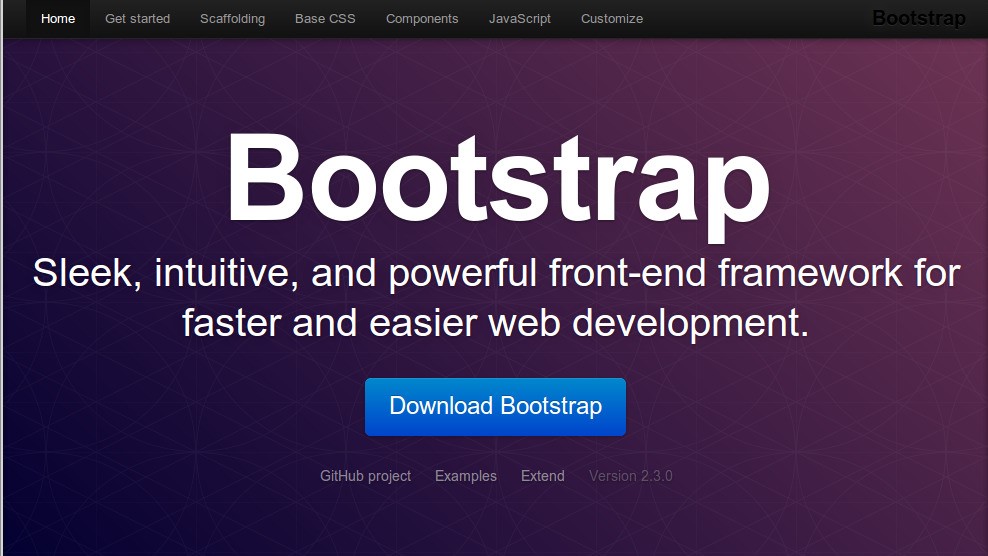 Home Get started Scaffolding Base CSS Components JavaScript Customize Bootstrap
Bootstrap
Sleek, intuitive, and powerful front-end framework for
faster and easier web development.
Download Bootstrap
GitHub project Examples Extend Version 2.3.0